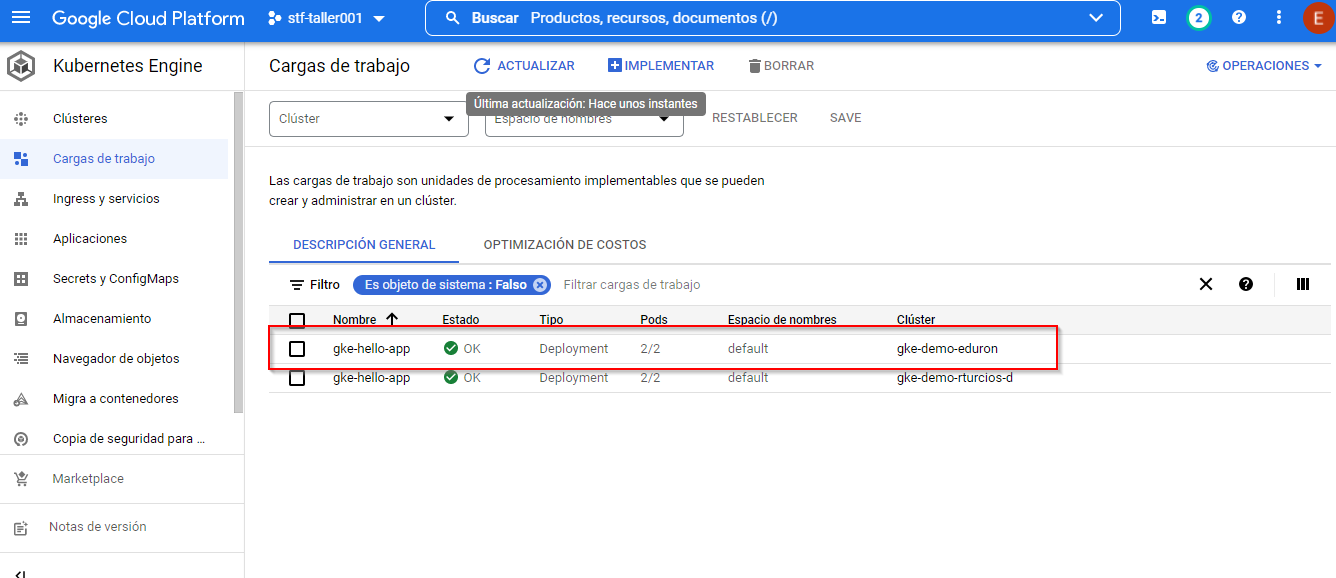 Google Cloud Platform
stf-taller001
Buscar Productos, recursos, documentos (/)
2
E
Kubernetes Engine
Cargas de trabajo
ACTUALIZAR
IMPLEMENTAR
BORRAR
OPERACIONES
Última actualización: Hace unos instantes
Clúster
Espacio de nombres
RESTABLECER
SAVE
Clústeres
Cargas de trabajo
Ingress y servicios
Aplicaciones
Secrets y ConfigMaps
Almacenamiento
Navegador de objetos
Migra a contenedores
Copia de seguridad para ...
Marketplace
Notas de versión
Las cargas de trabajo son unidades de procesamiento implementables que se pueden
crear y administrar en un clúster.
DESCRIPCIÓN GENERAL
OPTIMIZACIÓN DE COSTOS
Filtro
Es objeto de sistema : Falso
Filtrar cargas de trabajo
Nombre Estado Tipo Pods Espacio de nombres Clúster
gke-hello-app OK Deployment 2/2 default gke-demo-eduron
gke-hello-app OK Deployment 2/2 default gke-demo-rturcios-d